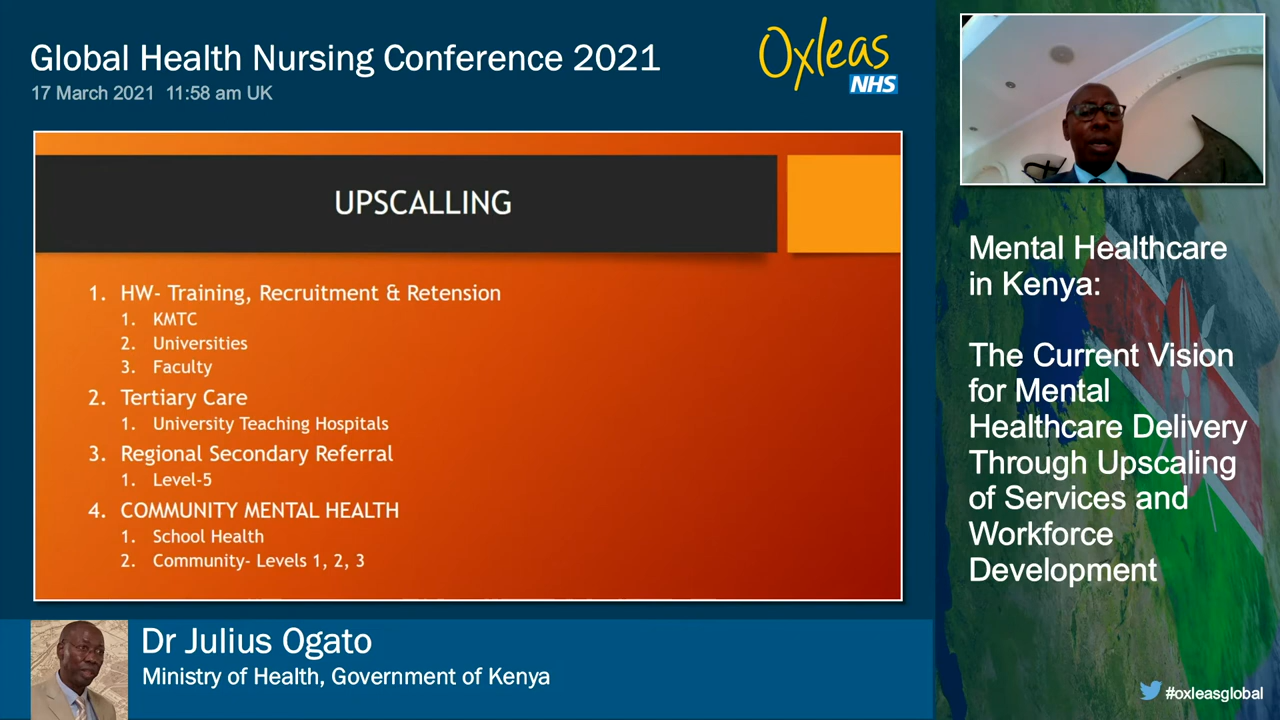 Global Health Nursing Conference 2021
17 March 2021 11:58 am UK
Oxleas
NHS
UPSCALLING
1. HW- Training, Recruitment & Retension
1. KMTC
2. Universities
3. Faculty
2. Tertiary Care
1. University Teaching Hospitals
3. Regional Secondary Referral
1. Level-5
4. COMMUNITY MENTAL HEALTH
1. School Health
2. Community- Levels 1, 2, 3
Mental Healthcare
in Kenya:
The Current Vision
for Mental
Healthcare Delivery
Through Upscaling
of Services and
Workforce
Development
Dr Julius Ogato
Ministry of Health, Government of Kenya
#oxleasglobal